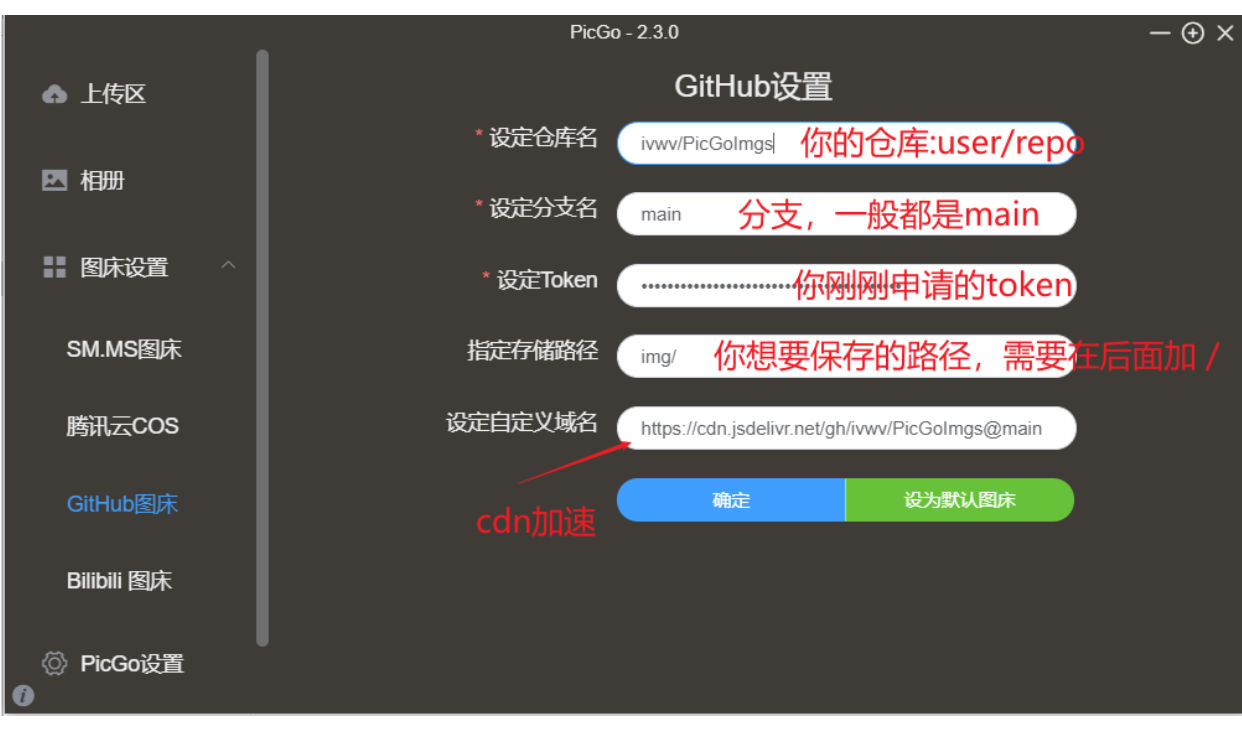 PicGo - 2.3.0
上传区
相册
图床设置
SM.MS图床
腾讯云COS
GitHub图床
Bilibili 图床
PicGo设置
GitHub设置
* 设定仓库名 ivwv/PicGoImgs 你的仓库:user/repo
* 设定分支名 main 分支，一般都是main
* 设定Token 你刚刚申请的token
指定存储路径 img/ 你想要保存的路径，需要在后面加 /
设定自定义域名 https://cdn.jsdelivr.net/gh/ivwv/PicGoImgs@main
cdn加速
确定 设为默认图床